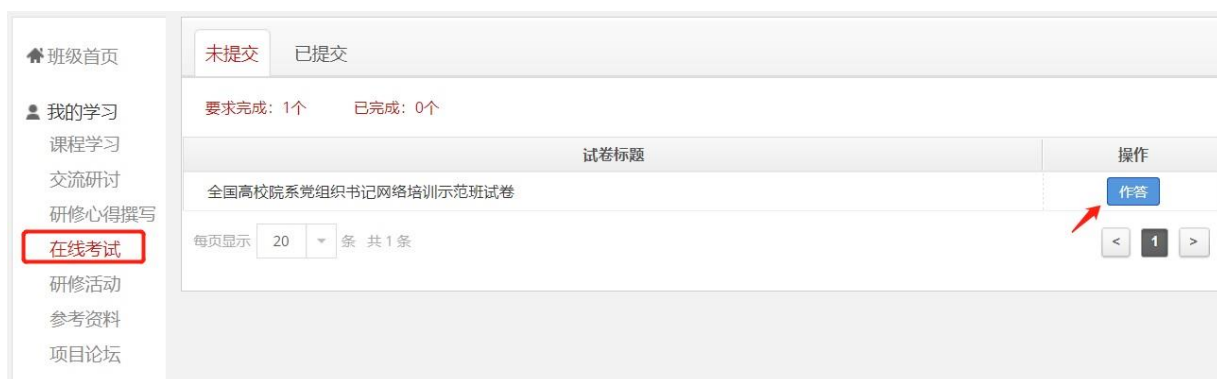 班级首页
我的学习
课程学习
交流研讨
研修心得撰写
在线考试
研修活动
参考资料
项目论坛
未提交 已提交
要求完成：1个 已完成：0个
试卷标题 操作
全国高校院系党组织书记网络培训示范班试卷 作答
每页显示 20 条 共 1 条 < 1 >